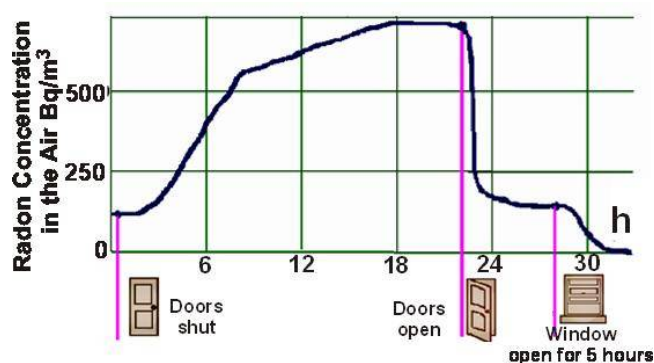 Radon Concentration
in the Air Bq/m³
500
250
0
6 12 18 24 30
h
Doors
shut
Doors
open
Window
open for 5 hours